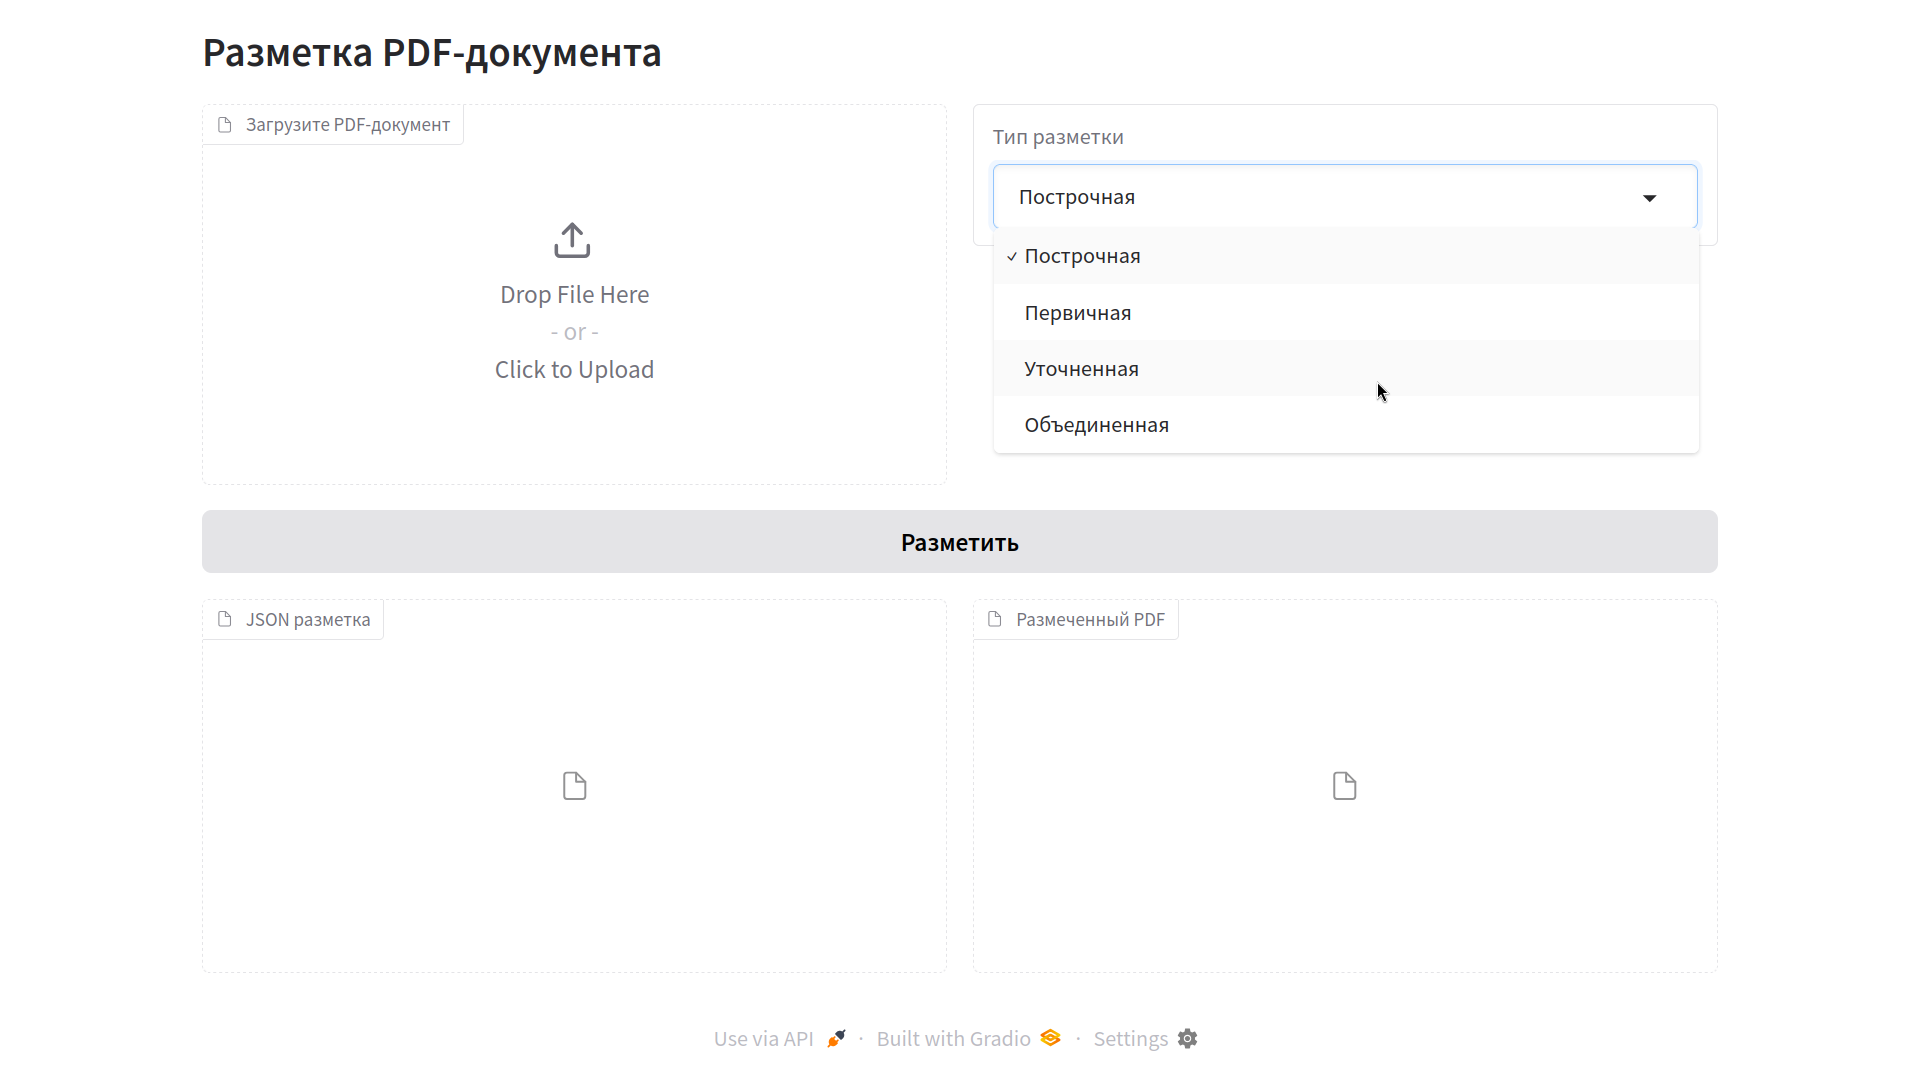 Разметка PDF-документа
Загрузите PDF-документ
Drop File Here
- or -
Click to Upload
Тип разметки
Построчная
Построчная
Первичная
Уточненная
Объединенная
Разметить
JSON разметка
Размеченный PDF
Use via API · Built with Gradio · Settings